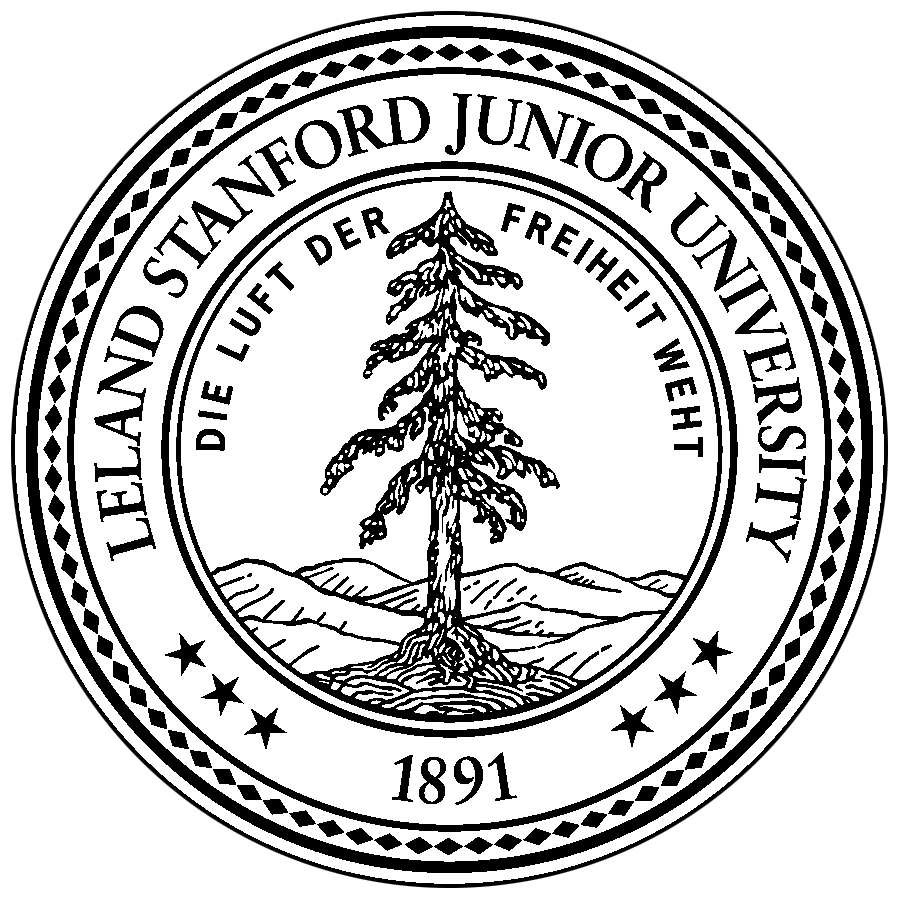 LELAND STANFORD JUNIOR UNIVERSITY
DIE LUFT DER FREIHEIT WEHT
1891